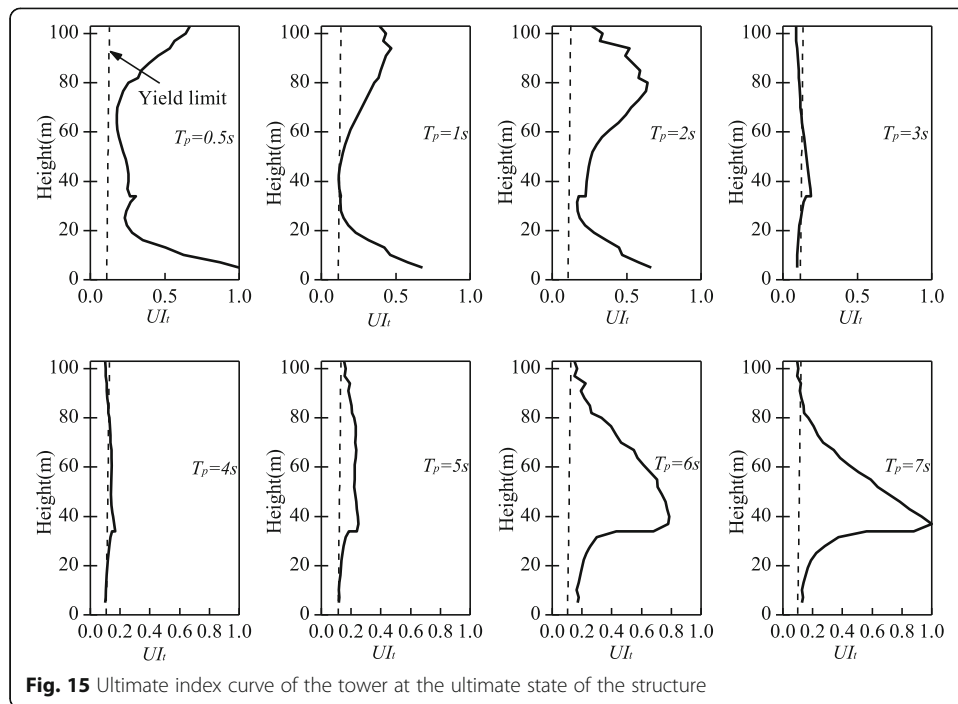 100
80
60
40
20
0
Height(m)
Yield limit
Tp=0.5s
0.0 0.5 1.0
UIt
100
80
60
40
20
0
Height(m)
Tp=1s
0.0 0.5 1.0
UIt
100
80
60
40
20
0
Height(m)
Tp=2s
0.0 0.5 1.0
UIt
100
80
60
40
20
0
Height(m)
Tp=3s
0.0 0.5 1.0
UIt
100
80
60
40
20
0
Height(m)
Tp=4s
0.0 0.2 0.4 0.6 0.8 1.0
UIt
100
80
60
40
20
0
Height(m)
Tp=5s
0.0 0.2 0.4 0.6 0.8 1.0
UIt
100
80
60
40
20
0
Height(m)
Tp=6s
0.0 0.2 0.4 0.6 0.8 1.0
UIt
100
80
60
40
20
0
Height(m)
Tp=7s
0.0 0.2 0.4 0.6 0.8 1.0
UIt
Fig. 15 Ultimate index curve of the tower at the ultimate state of the structure